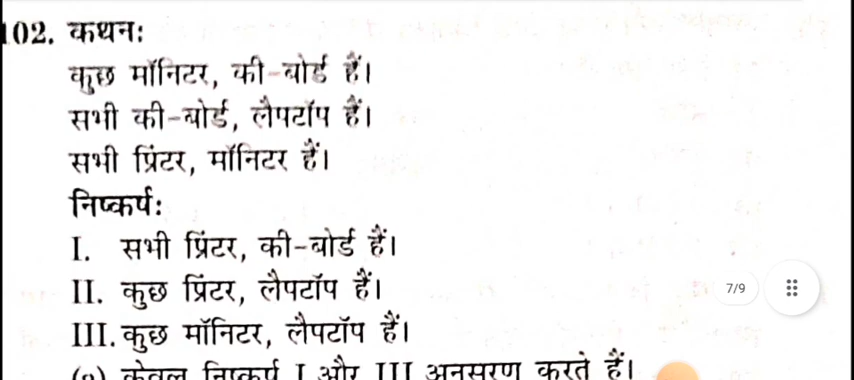 102. कथन:
कुछ मॉनिटर, की-बोर्ड हैं।
सभी की-बोर्ड, लैपटॉप हैं।
सभी प्रिंटर, मॉनिटर हैं।
निष्कर्ष:
I. सभी प्रिंटर, की-बोर्ड हैं।
II. कुछ प्रिंटर, लैपटॉप हैं।
7/9
III. कुछ मॉनिटर, लैपटॉप हैं।
(a) केवल निष्कर्ष I और III अनुसरण करते हैं।